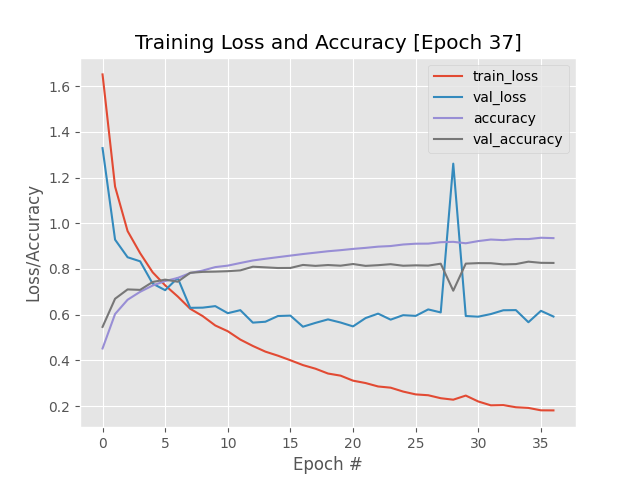 Training Loss and Accuracy [Epoch 37]
train_loss
val_loss
accuracy
val_accuracy
1.6
1.4
1.2
1.0
0.8
0.6
0.4
0.2
Loss/Accuracy
0 5 10 15 20 25 30 35
Epoch #